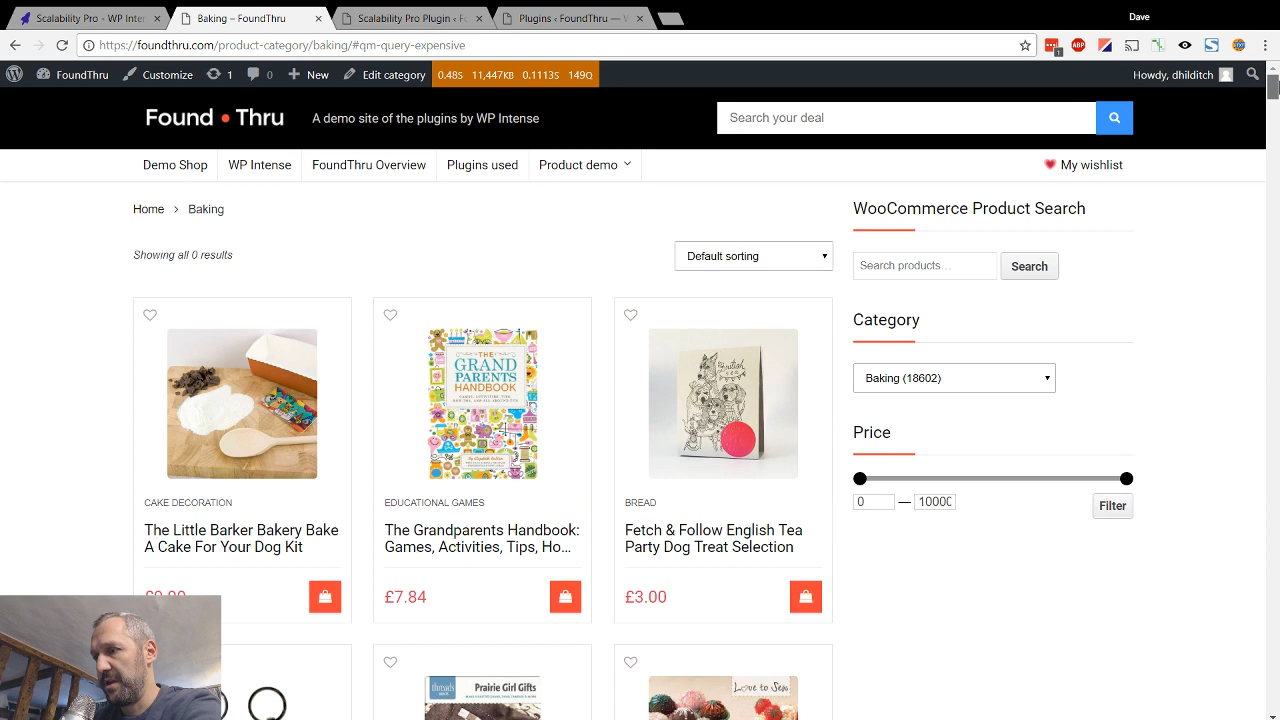 Scalability Pro - WP Inte
Baking – FoundThru
Scalability Pro Plugin ‹ Fo
Plugins ‹ FoundThru — W
Dave
https://foundthru.com/product-category/baking/#qm-query-expensive
1
ABP
FoundThru
Customize
1
0
New
Edit category
0.48S
11,447KB
0.1113S
149Q
Howdy, dhilditch
Found • Thru
A demo site of the plugins by WP Intense
Search your deal
Demo Shop
WP Intense
FoundThru Overview
Plugins used
Product demo
My wishlist
Home > Baking
WooCommerce Product Search
Showing all 0 results
Default sorting
Search products...
Search
Category
Baking (18602)
Price
0 — 10000
Filter
THE
GRAND
PARENTS
HANDBOOK
CAKE DECORATION
The Little Barker Bakery Bake
A Cake For Your Dog Kit
EDUCATIONAL GAMES
The Grandparents Handbook:
Games, Activities, Tips, Ho...
£7.84
BREAD
Fetch & Follow English Tea
Party Dog Treat Selection
£3.00
threads
Prairie Girl Gifts
Love to Sew